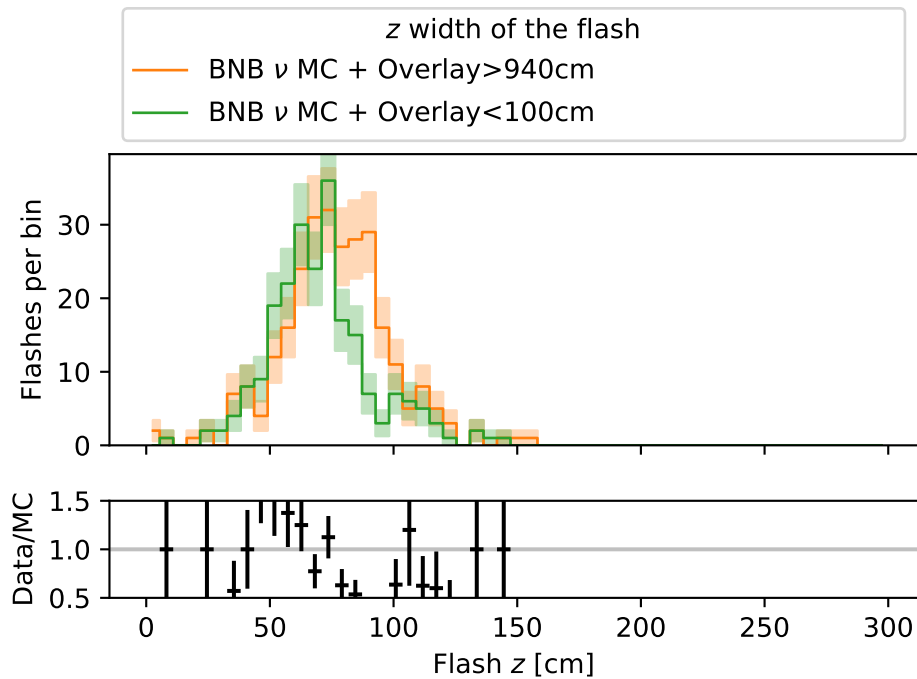 z width of the flash
BNB ν MC + Overlay>940cm
BNB ν MC + Overlay<100cm
Flashes per bin
30
20
10
0
Data/MC
1.5
1.0
0.5
0 50 100 150 200 250 300
Flash z [cm]